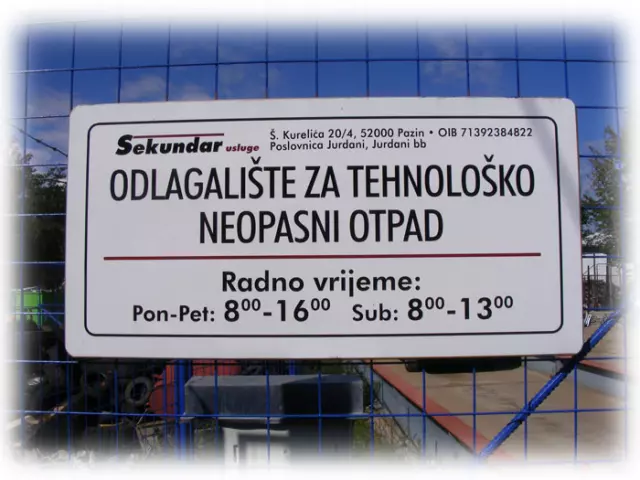 Sekundar usluge Š. Kurelića 20/4, 52000 Pazin • OIB 71392384822
Poslovnica Jurdani, Jurdani bb
ODLAGALIŠTE ZA TEHNOLOŠKO
NEOPASNI OTPAD
Radno vrijeme:
Pon-Pet: 8⁰⁰-16⁰⁰ Sub: 8⁰⁰-13⁰⁰